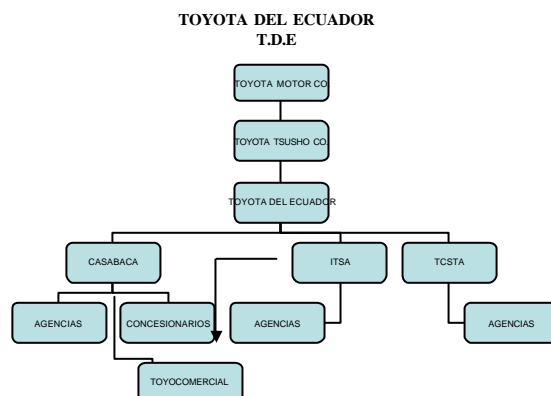 TOYOTA DEL ECUADOR
T.D.E
TOYOTA MOTOR CO.
TOYOTA TSUSHO CO.
TOYOTA DEL ECUADOR
CASABACA
ITSA
TCSTA
AGENCIAS
CONCESIONARIOS
AGENCIAS
AGENCIAS
TOYOCOMERCIAL